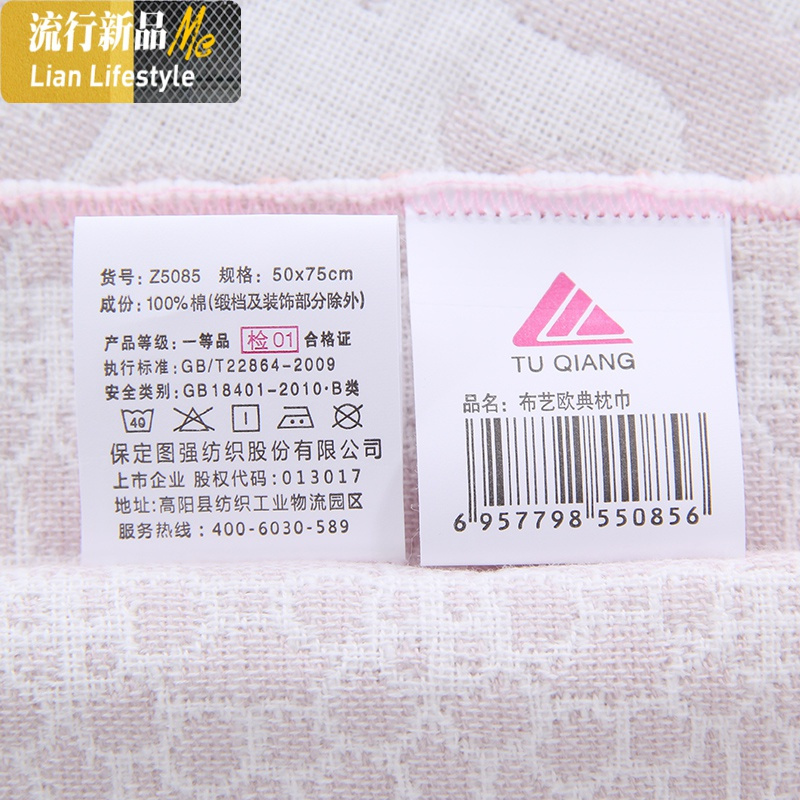 流行新品Me
Lian Lifestyle
货号：Z5085 规格：50x75cm
成份：100%棉(缎档及装饰部分除外)
产品等级：一等品 检01 合格证
执行标准：GB/T22864-2009
安全类别：GB18401-2010·B类
40
保定图强纺织股份有限公司
上市企业 股权代码：013017
地址：高阳县纺织工业物流园区
服务热线：400-6030-589
TU QIANG
品名：布艺欧典枕巾
6 957798 550856